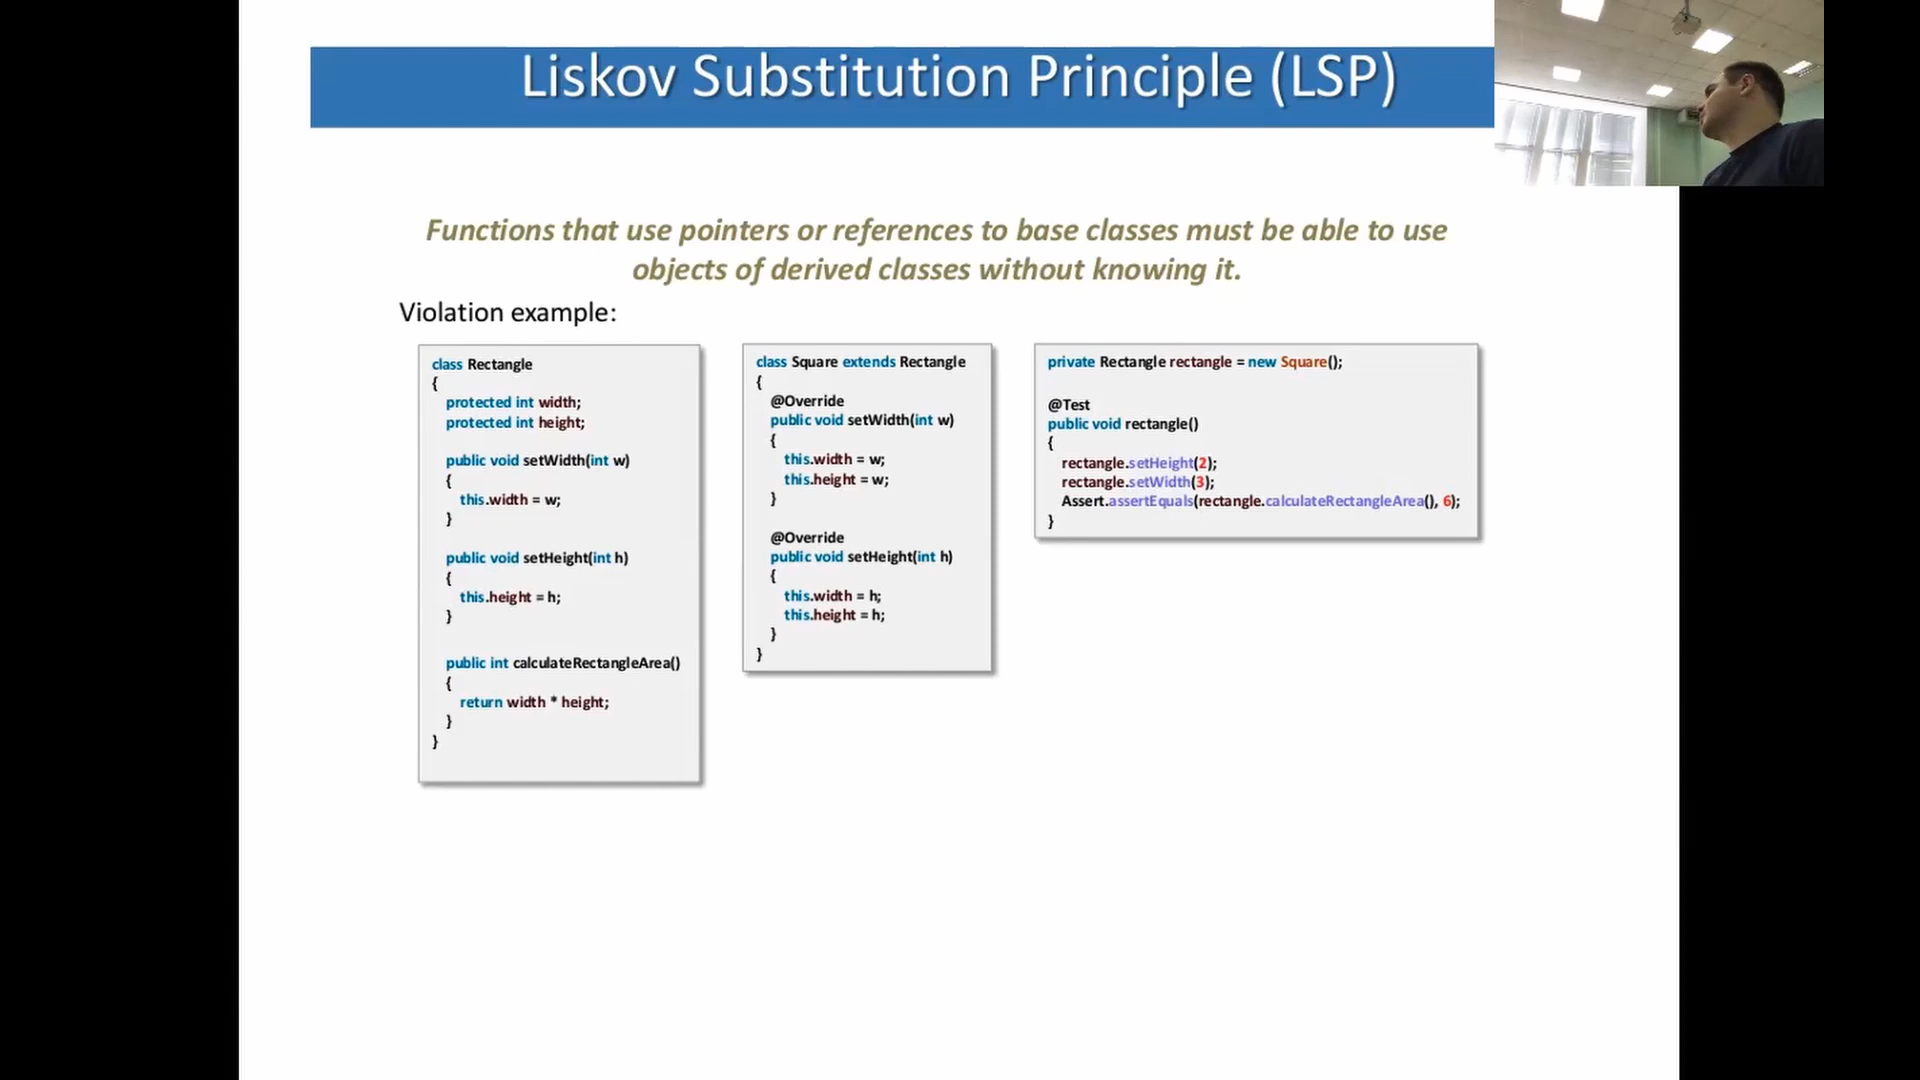 Liskov Substitution Principle (LSP)
Functions that use pointers or references to base classes must be able to use
objects of derived classes without knowing it.
Violation example:
class Rectangle
{
protected int width;
protected int height;
public void setWidth(int w)
{
this.width = w;
}
public void setHeight(int h)
{
this.height = h;
}
public int calculateRectangleArea()
{
return width * height;
}
}
class Square extends Rectangle
{
@Override
public void setWidth(int w)
{
this.width = w;
this.height = w;
}
@Override
public void setHeight(int h)
{
this.width = h;
this.height = h;
}
}
private Rectangle rectangle = new Square();
@Test
public void rectangle()
{
rectangle.setHeight(2);
rectangle.setWidth(3);
Assert.assertEquals(rectangle.calculateRectangleArea(), 6);
}